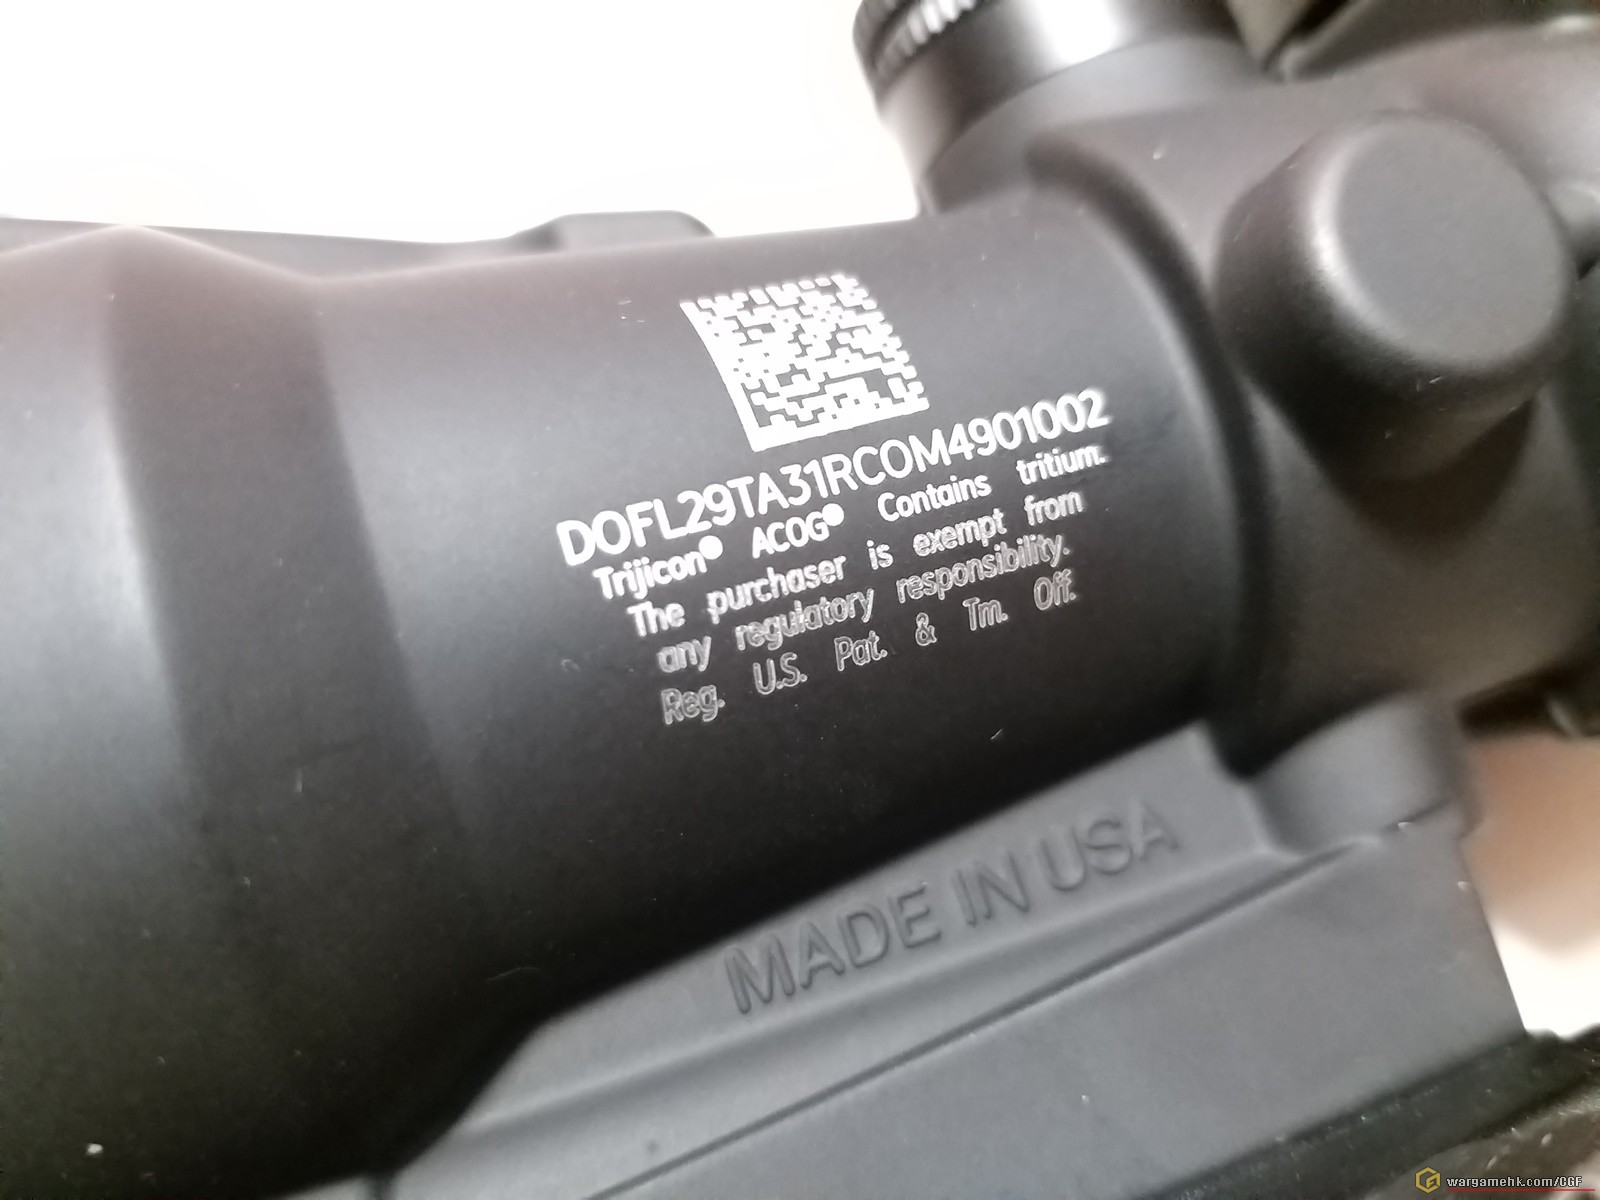 D0FL29TA31RCOM4901002
Trijicon® ACOG® Contains tritium.
The purchaser is exempt from
any regulatory responsibility.
Reg. U.S. Pat. & Tm. Off.
MADE IN USA
wargamehk.com/CGF